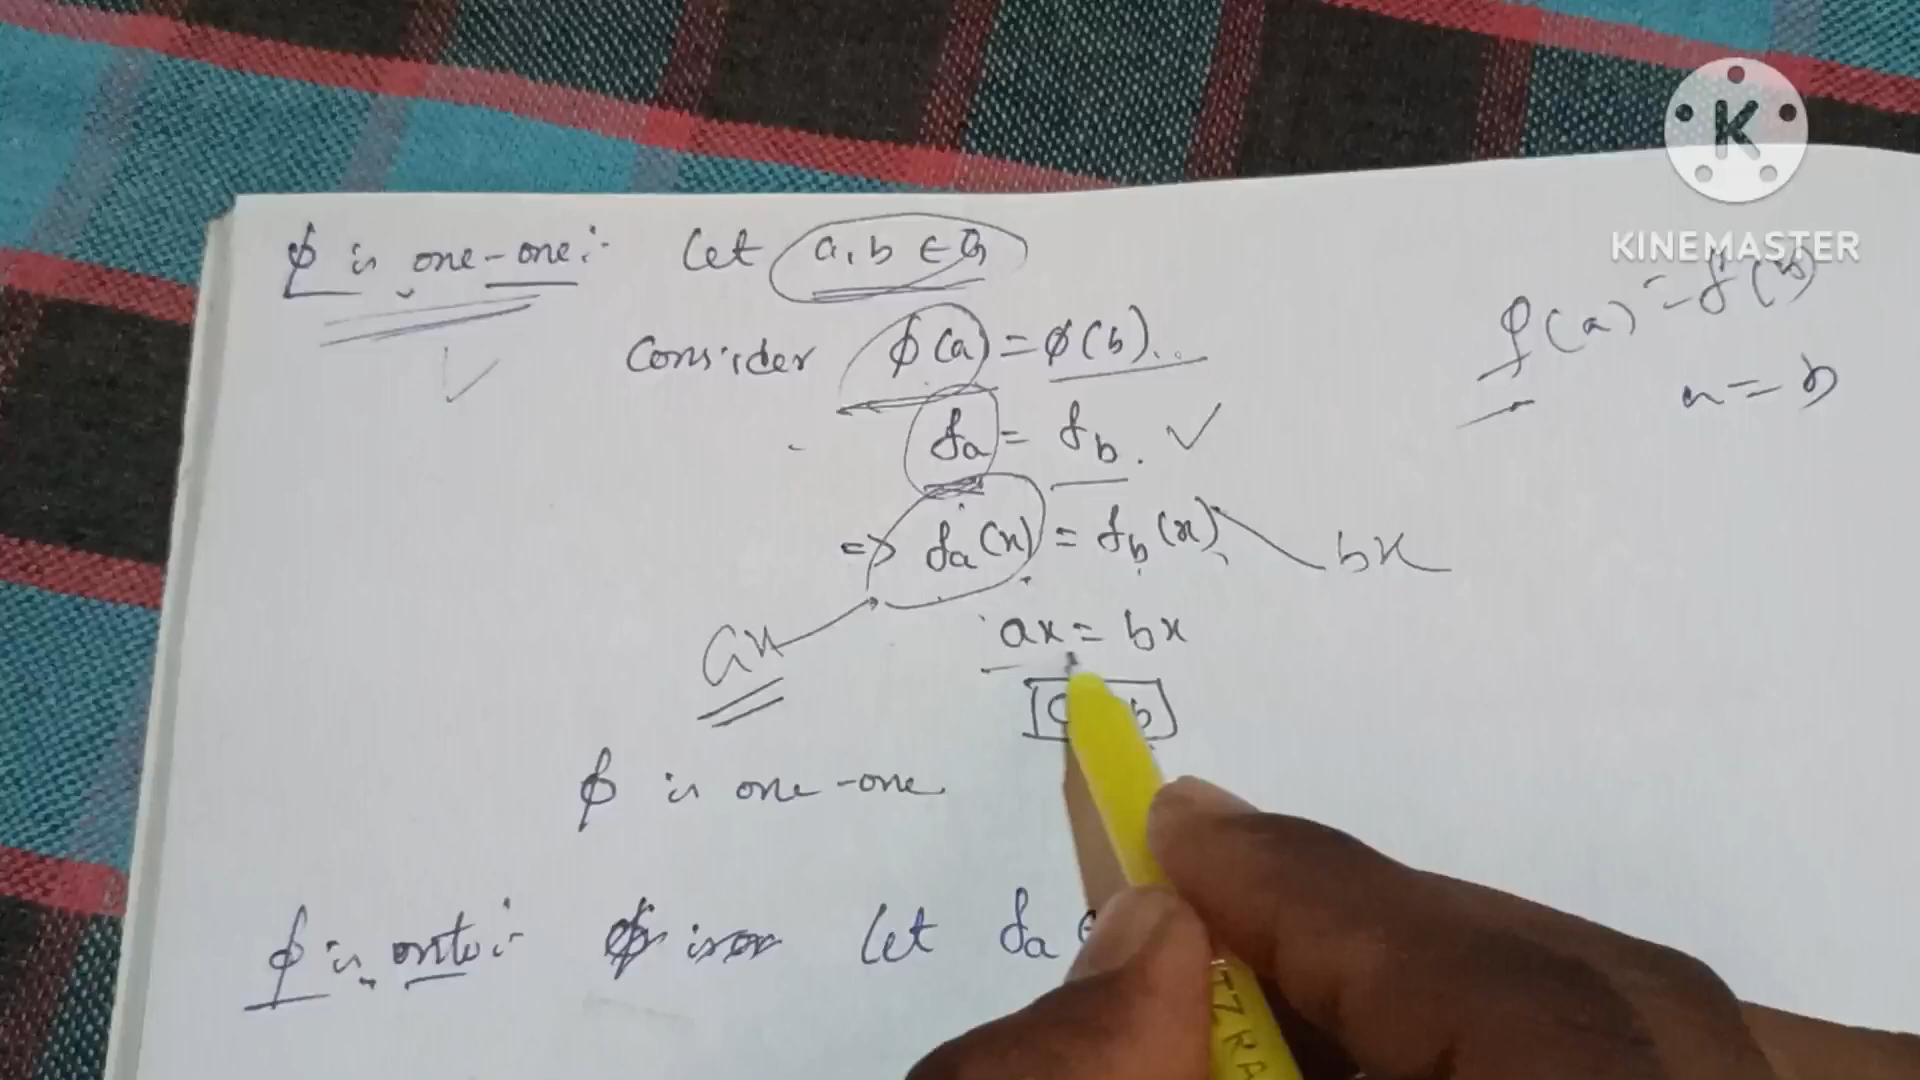 K
KINEMASTER
ϕ is one-one:- Let a, b ∈ G
Consider ϕ(a) = ϕ(b)...
f(a) = f(b)
a = b
fa = fb. ✓
=> fa(x) = fb(x)
bx
ax
ax = bx
b
ϕ is one-one
ϕ is onto:- Let fa
TZRA